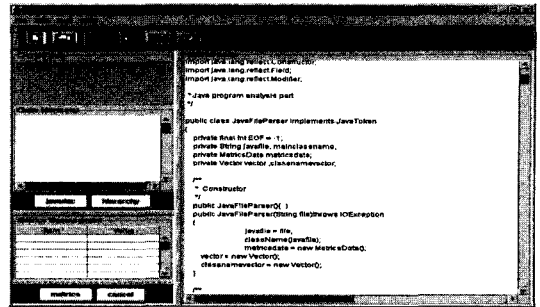 import java.lang.reflect.Constructor;
import java.lang.reflect.Field;
import java.lang.reflect.Modifier;
*Java program analysis part
*/
public class JavaFileParser implements JavaToken
{
private final int EOF = -1;
private String javafile, mainclassname;
private MetricsData metricsdata;
private Vector vector ,classnamevector;
/**
* Constructor
*/
public JavaFileParser(){ }
public JavaFileParser(String file)throws IOException
{
javafile = file;
className(javafile);
metricsdata = new MetricsData();
vector = new Vector();
classnamevector = new Vector();
}
/**
hierarchy
metrics
cancel